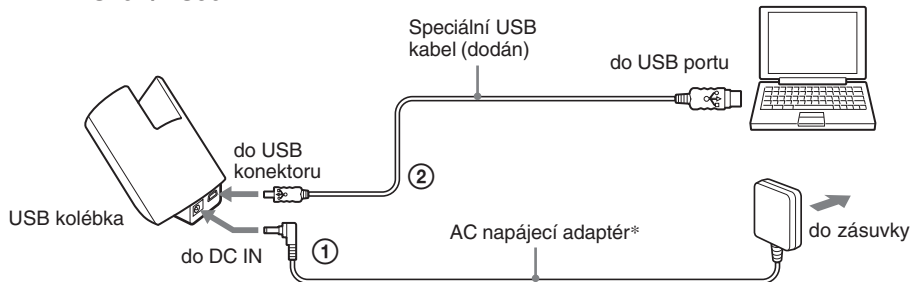 Speciální USB
kabel (dodán)
do USB portu
do USB
konektoru
②
USB kolébka
do DC IN
①
AC napájecí adaptér*
do zásuvky